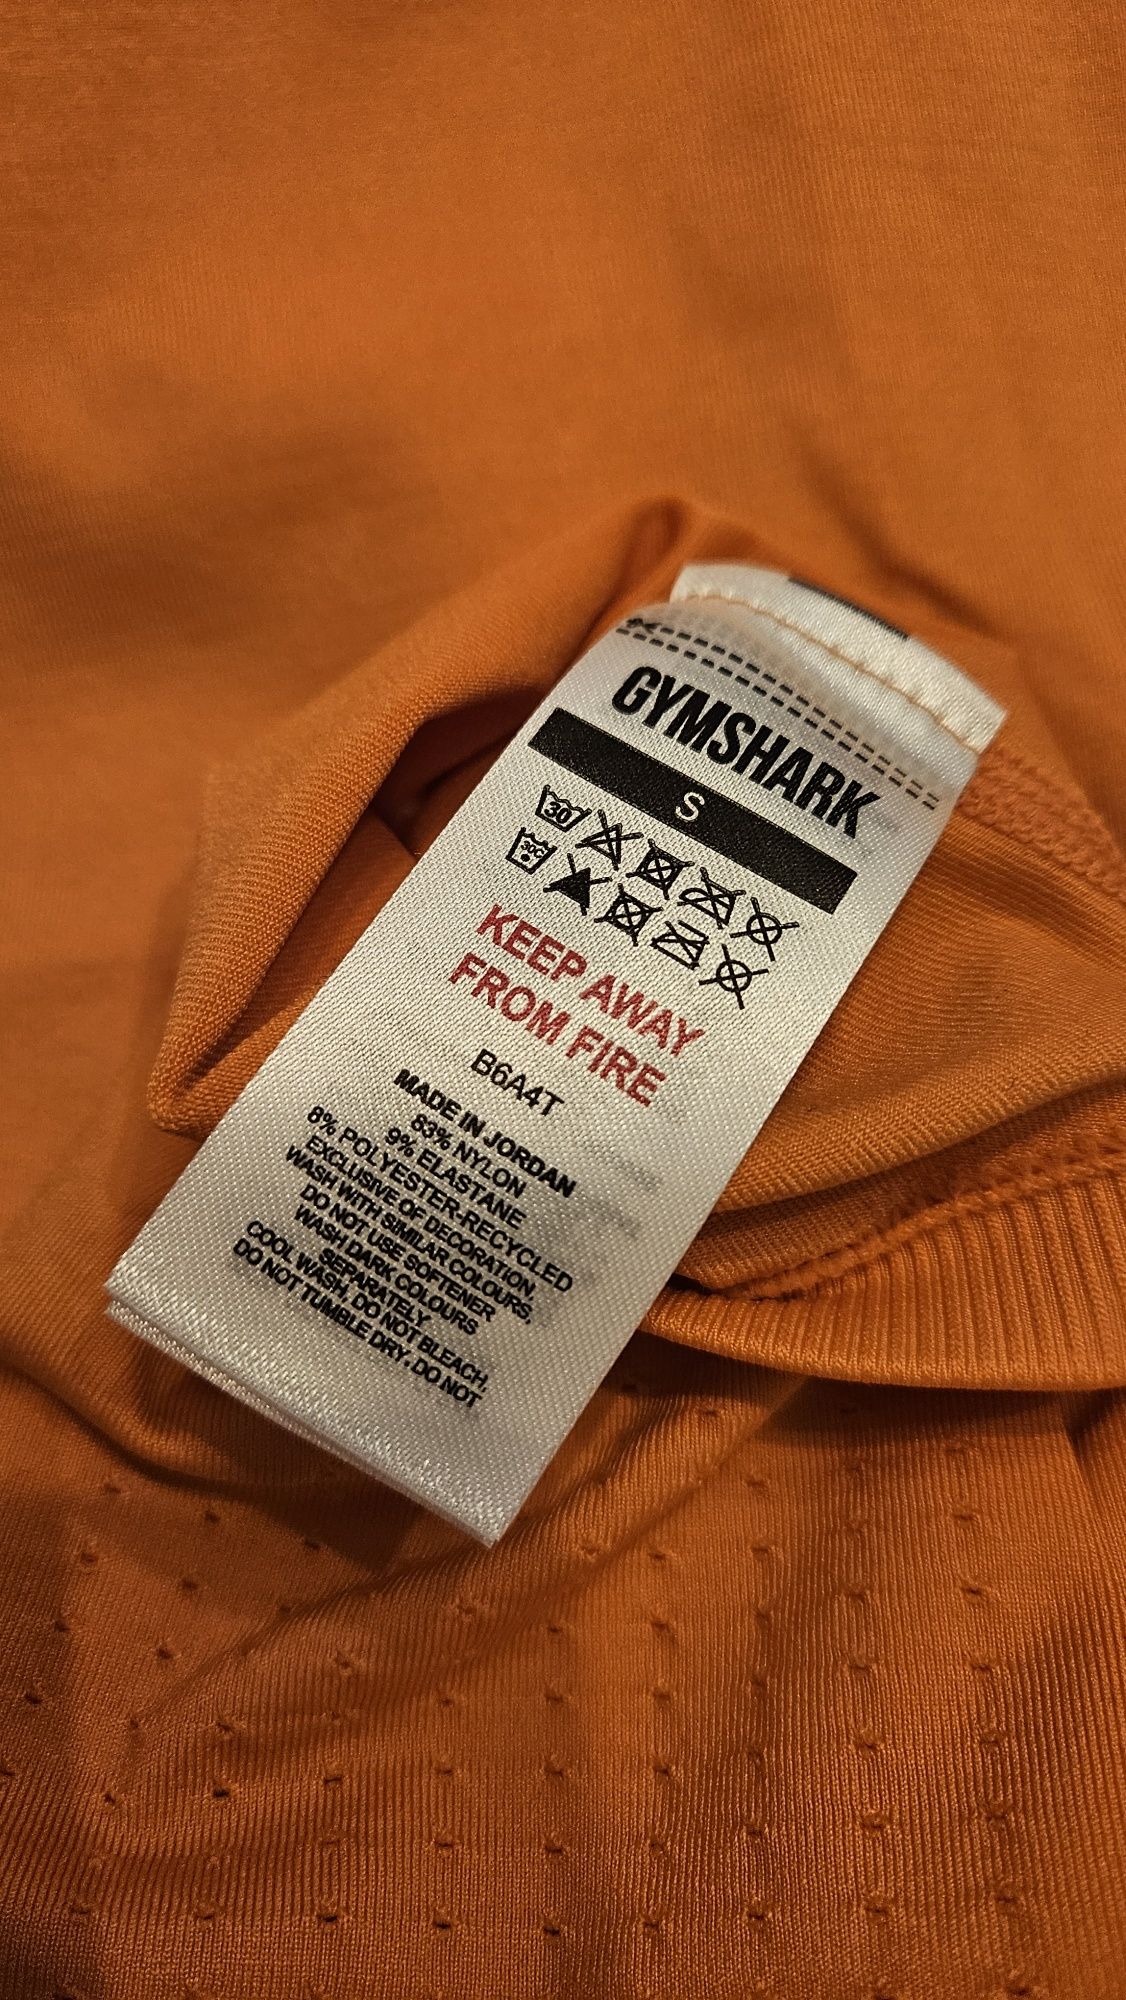 GYMSHARK
S
30
30C
KEEP AWAY
FROM FIRE
B6A4T
MADE IN JORDAN
83% NYLON
9% ELASTANE
8% POLYESTER-RECYCLED
EXCLUSIVE OF DECORATION,
WASH WITH SIMILAR COLOURS,
DO NOT USE SOFTENER
WASH DARK COLOURS
SEPARATELY
COOL WASH, DO NOT BLEACH,
DO NOT TUMBLE DRY, DO NOT